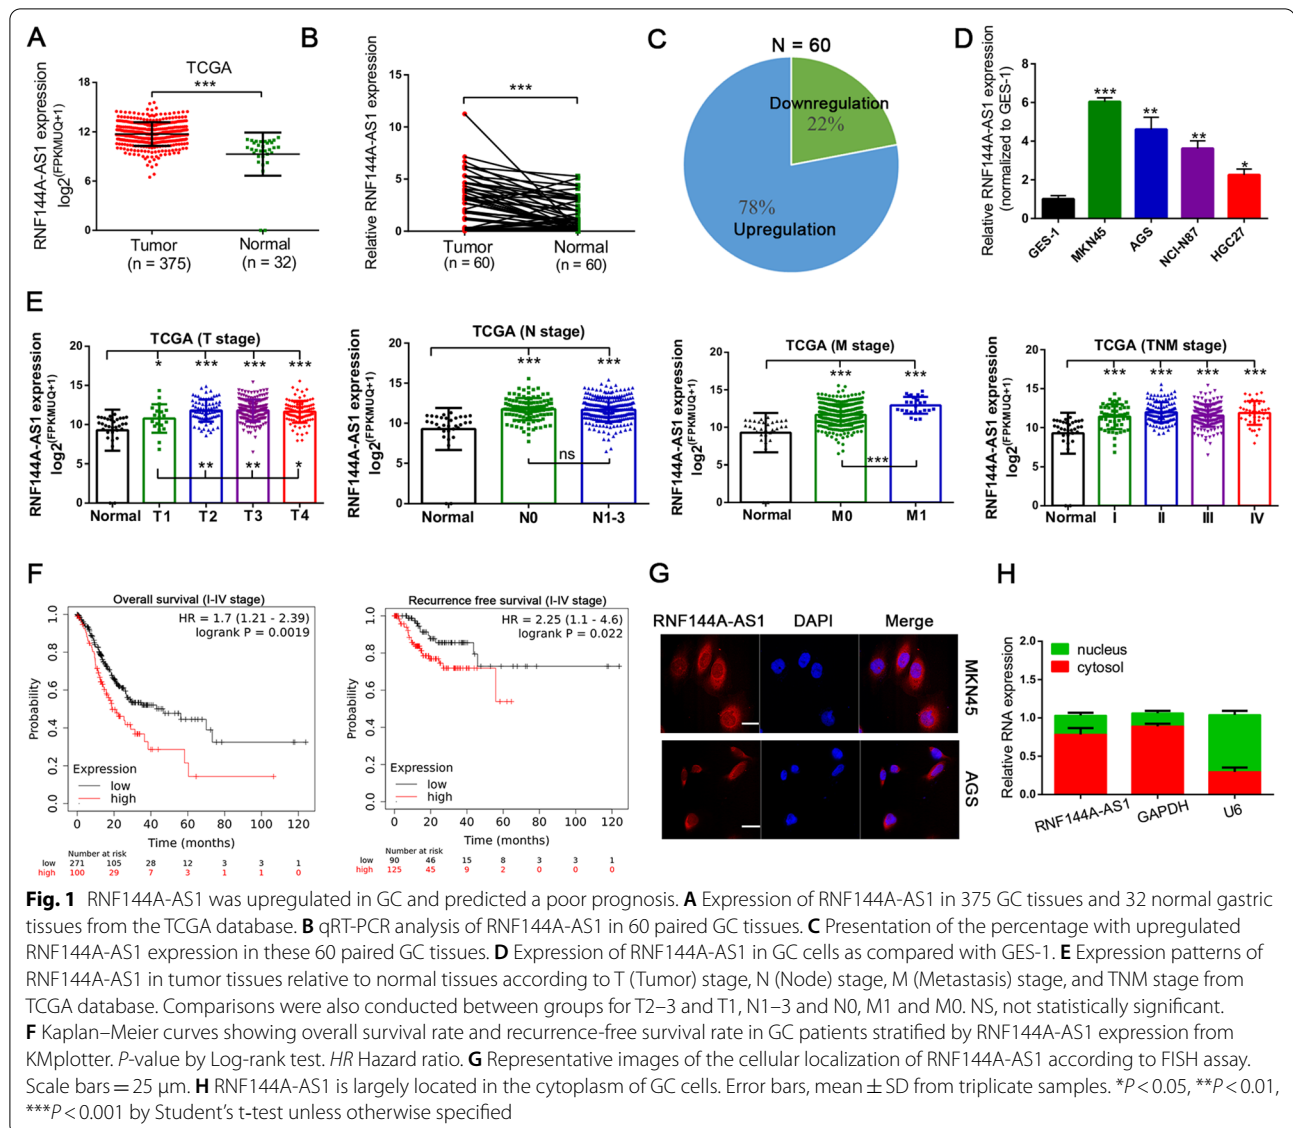 A
RNF144A-AS1 expression
log2(FPKMUQ+1)
TCGA
***
18
12
6
0
Tumor
(n = 375)
Normal
(n = 32)
B
Relative RNF144A-AS1 expression
***
15
10
5
0
Tumor
(n = 60)
Normal
(n = 60)
C
N = 60
Downregulation
22%
78%
Upregulation
D
Relative RNF144A-AS1 expression
(normalized to GES-1)
8
6
4
2
0
***
**
**
*
GES-1
MKN45
AGS
NCI-N87
HGC27
E
RNF144A-AS1 expression
log2(FPKMUQ+1)
TCGA (T stage)
20
15
10
5
0
* *** *** ***
** ** *
Normal T1 T2 T3 T4
RNF144A-AS1 expression
log2(FPKMUQ+1)
TCGA (N stage)
20
15
10
5
0
*** ***
ns
Normal N0 N1-3
RNF144A-AS1 expression
log2(FPKMUQ+1)
TCGA (M stage)
20
15
10
5
0
*** ***
***
Normal M0 M1
RNF144A-AS1 expression
log2(FPKMUQ+1)
TCGA (TNM stage)
20
15
10
5
0
*** *** *** ***
Normal I II III IV
F
Overall survival (I-IV stage)
HR = 1.7 (1.21 - 2.39)
logrank P = 0.0019
Probability
1.0
0.8
0.6
0.4
0.2
0.0
Expression
low
high
0 20 40 60 80 100 120
Time (months)
Number at risk
low 271 105 28 12 3 3 1
high 100 29 7 3 1 1 0
Recurrence free survival (I-IV stage)
HR = 2.25 (1.1 - 4.6)
logrank P = 0.022
Probability
1.0
0.8
0.6
0.4
0.2
0.0
Expression
low
high
0 20 40 60 80 100 120
Time (months)
Number at risk
low 90 46 15 8 3 3 1
high 125 45 9 2 0 0 0
G
RNF144A-AS1 DAPI Merge
MKN45
AGS
H
nucleus
cytosol
Relative RNA expression
2.0
1.5
1.0
0.5
0.0
RNF144A-AS1
GAPDH
U6
Fig. 1 RNF144A-AS1 was upregulated in GC and predicted a poor prognosis. A Expression of RNF144A-AS1 in 375 GC tissues and 32 normal gastric
tissues from the TCGA database. B qRT-PCR analysis of RNF144A-AS1 in 60 paired GC tissues. C Presentation of the percentage with upregulated
RNF144A-AS1 expression in these 60 paired GC tissues. D Expression of RNF144A-AS1 in GC cells as compared with GES-1. E Expression patterns of
RNF144A-AS1 in tumor tissues relative to normal tissues according to T (Tumor) stage, N (Node) stage, M (Metastasis) stage, and TNM stage from
TCGA database. Comparisons were also conducted between groups for T2–3 and T1, N1–3 and N0, M1 and M0. NS, not statistically significant.
F Kaplan–Meier curves showing overall survival rate and recurrence-free survival rate in GC patients stratified by RNF144A-AS1 expression from
KMplotter. P-value by Log-rank test. HR Hazard ratio. G Representative images of the cellular localization of RNF144A-AS1 according to FISH assay.
Scale bars = 25 μm. H RNF144A-AS1 is largely located in the cytoplasm of GC cells. Error bars, mean ± SD from triplicate samples. *P < 0.05, **P < 0.01,
***P < 0.001 by Student's t-test unless otherwise specified